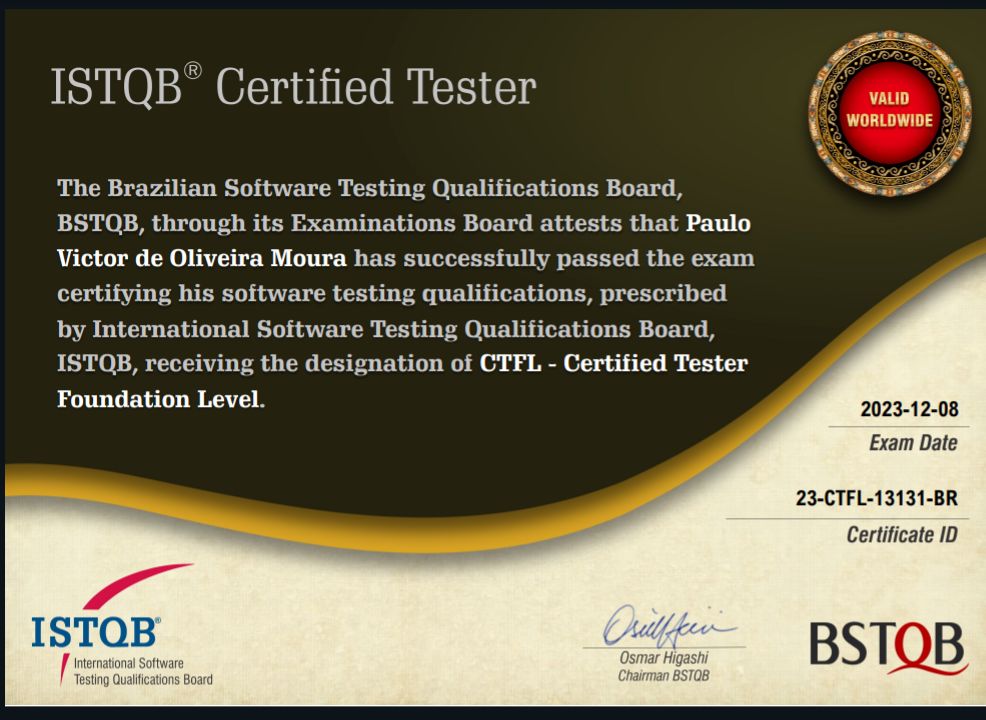 ISTQB® Certified Tester
VALID
WORLDWIDE
The Brazilian Software Testing Qualifications Board,
BSTQB, through its Examinations Board attests that Paulo
Victor de Oliveira Moura has successfully passed the exam
certifying his software testing qualifications, prescribed
by International Software Testing Qualifications Board,
ISTQB, receiving the designation of CTFL - Certified Tester
Foundation Level.
2023-12-08
Exam Date
23-CTFL-13131-BR
Certificate ID
ISTQB®
International Software
Testing Qualifications Board
Osmar Higashi
Chairman BSTQB
BSTQB